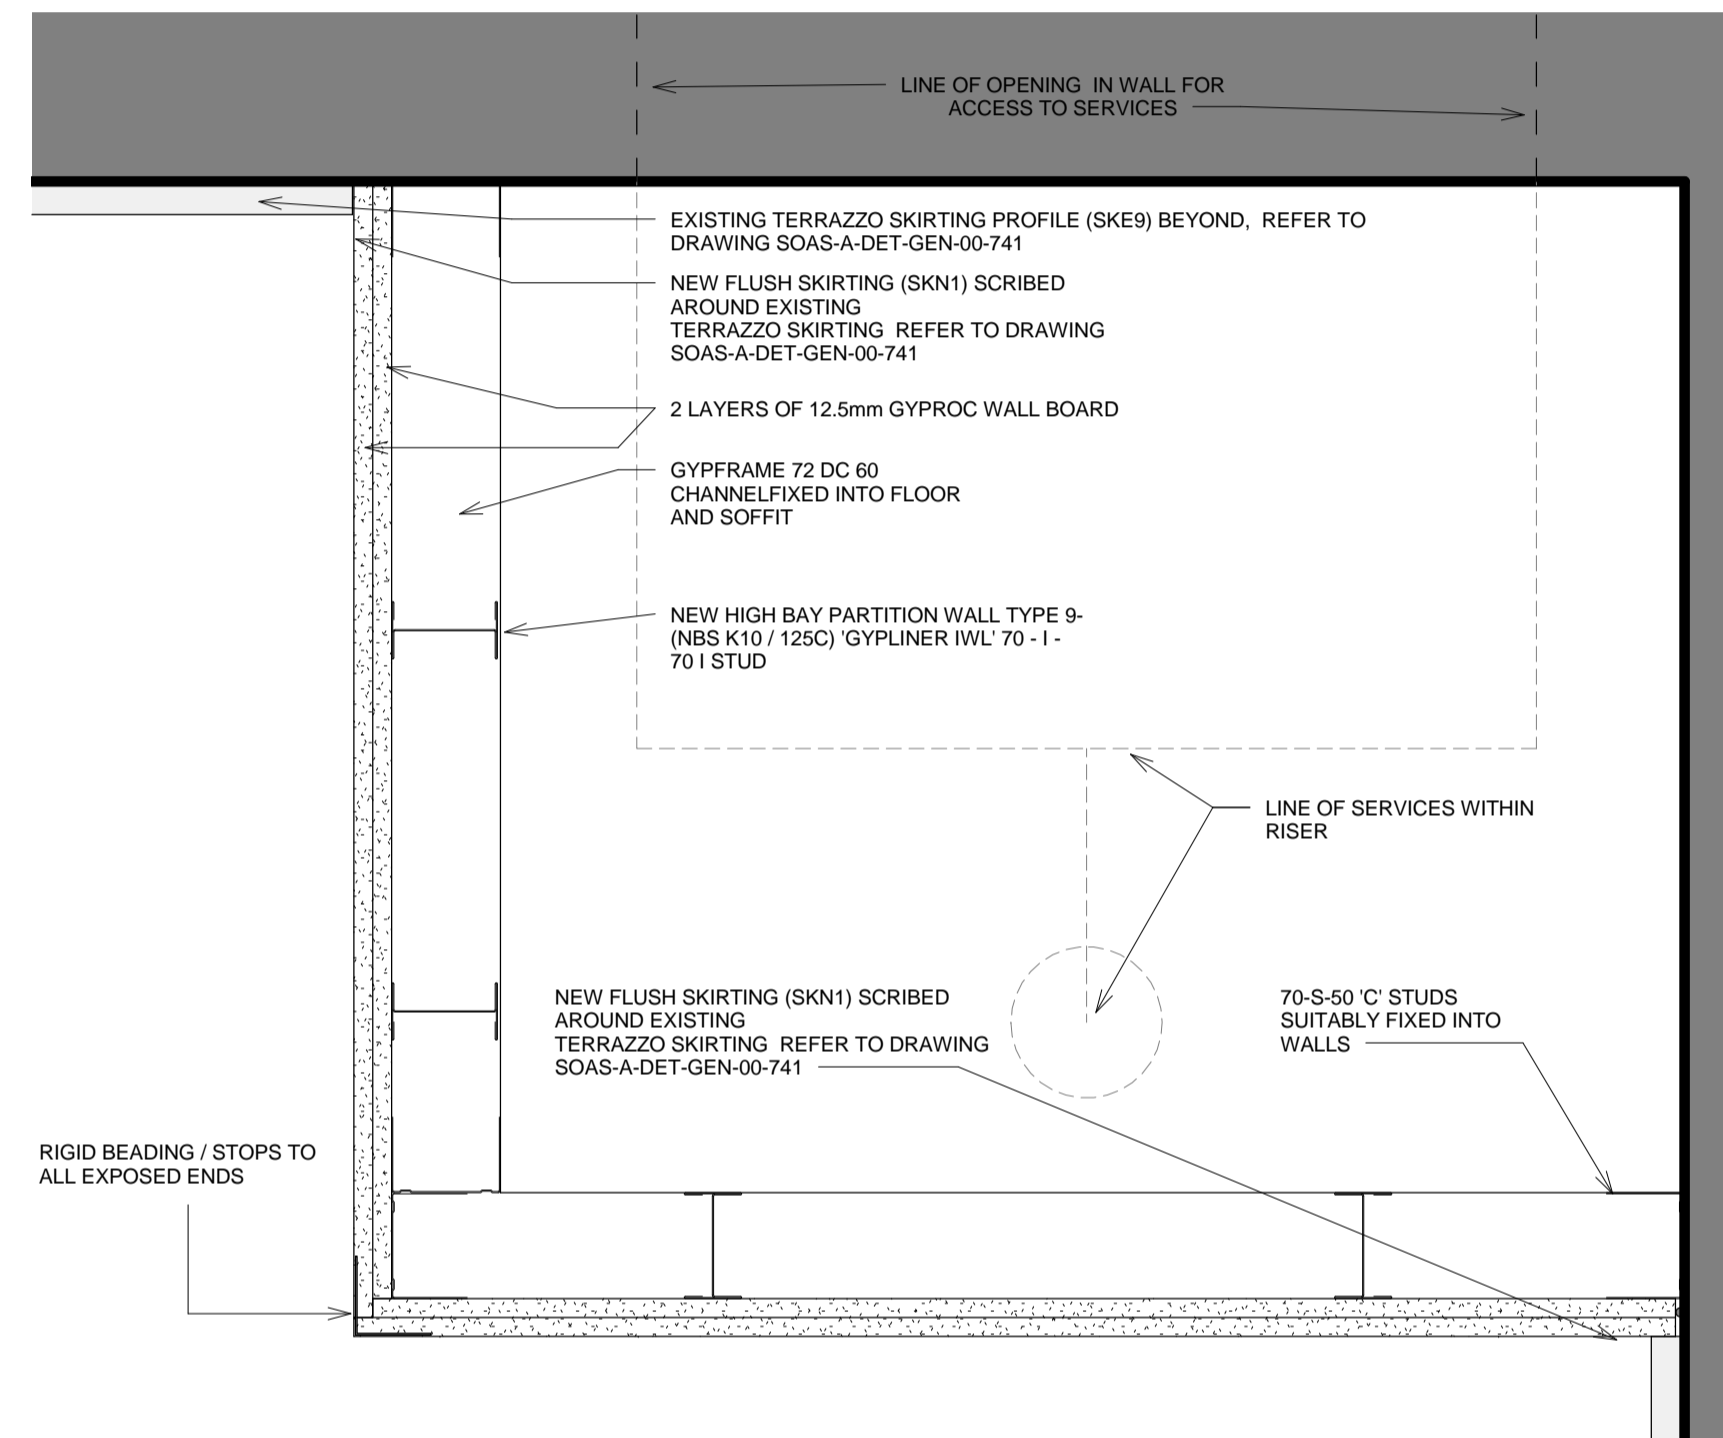 LINE OF OPENING  IN WALL FOR
ACCESS TO SERVICES
EXISTING TERRAZZO SKIRTING PROFILE (SKE9) BEYOND,  REFER TO
DRAWING SOAS-A-DET-GEN-00-741
NEW FLUSH SKIRTING (SKN1) SCRIBED
AROUND EXISTING
TERRAZZO SKIRTING  REFER TO DRAWING
SOAS-A-DET-GEN-00-741
2 LAYERS OF 12.5mm GYPROC WALL BOARD
GYPFRAME 72 DC 60
CHANNELFIXED INTO FLOOR
AND SOFFIT
NEW HIGH BAY PARTITION WALL TYPE 9-
(NBS K10 / 125C) 'GYPLINER IWL' 70 - I -
70 I STUD
LINE OF SERVICES WITHIN
RISER
NEW FLUSH SKIRTING (SKN1) SCRIBED
AROUND EXISTING
TERRAZZO SKIRTING  REFER TO DRAWING
SOAS-A-DET-GEN-00-741
70-S-50 'C' STUDS
SUITABLY FIXED INTO
WALLS
RIGID BEADING / STOPS TO
ALL EXPOSED ENDS